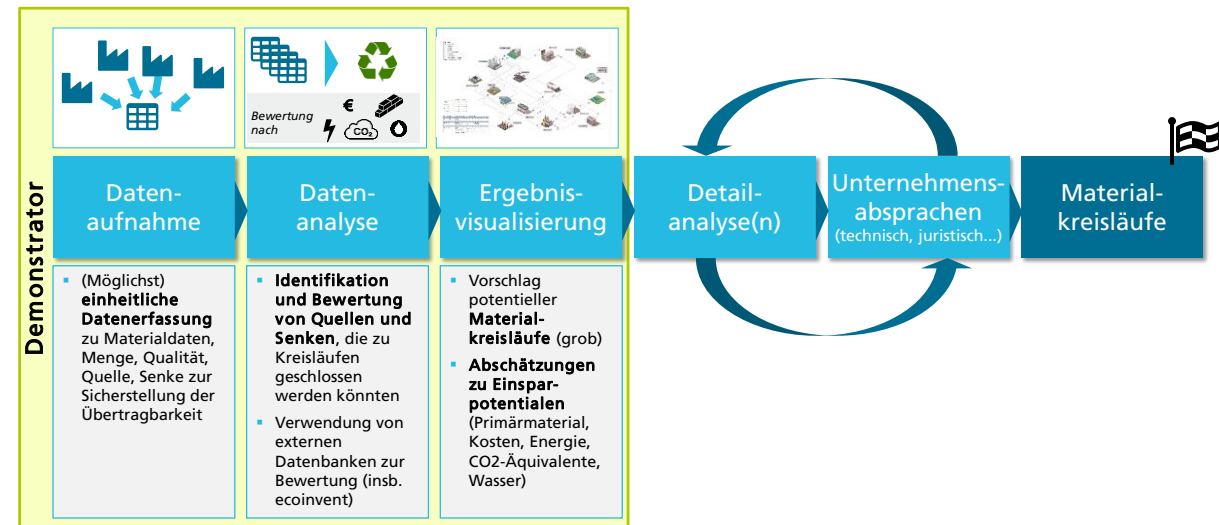 Demonstrator
Bewertung
nach
€
CO₂
Daten-
aufnahme
Daten-
analyse
Ergebnis-
visualisierung
Detail-
analyse(n)
Unternehmens-
absprachen
(technisch, juristisch...)
Material-
kreisläufe
(Möglichst)
einheitliche
Datenerfassung
zu Materialdaten,
Menge, Qualität,
Quelle, Senke zur
Sicherstellung der
Übertragbarkeit
Identifikation
und Bewertung
von Quellen und
Senken, die zu
Kreisläufen
geschlossen
werden könnten
Verwendung von
externen
Datenbanken zur
Bewertung (insb.
ecoinvent)
Vorschlag
potentieller
Material-
kreisläufe (grob)
Abschätzungen
zu Einspar-
potentialen
(Primärmaterial,
Kosten, Energie,
CO2-Äquivalente,
Wasser)